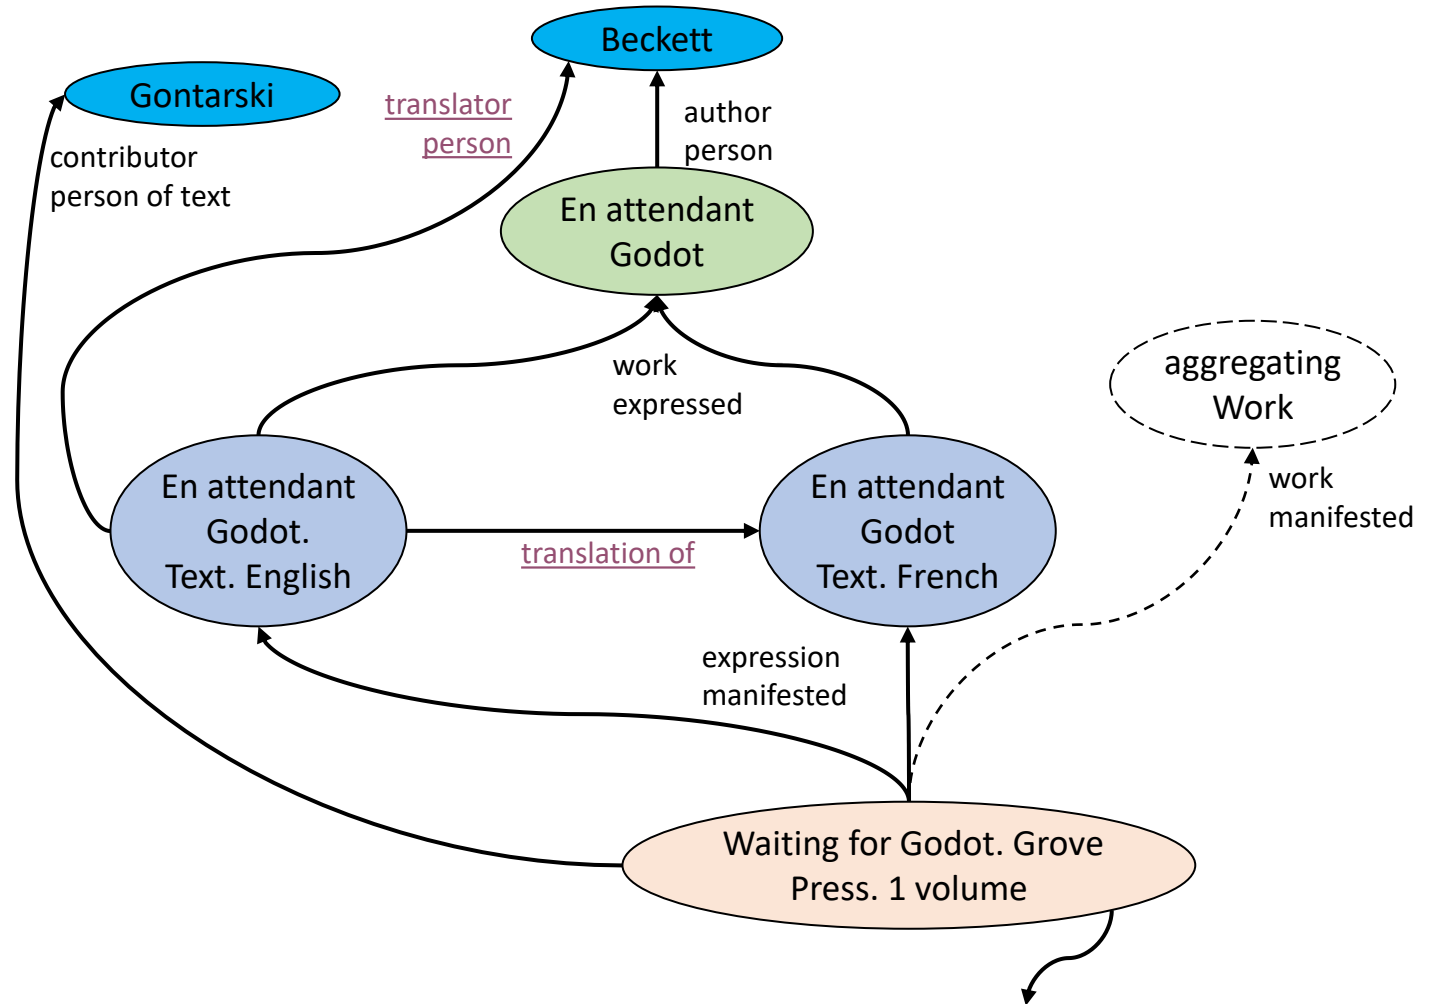 Beckett
Gontarski
translator
person
author
person
contributor
person of text
En attendant
Godot
work
expressed
aggregating
Work
En attendant
Godot.
Text. English
translation of
En attendant
Godot
Text. French
work
manifested
expression
manifested
Waiting for Godot. Grove
Press. 1 volume